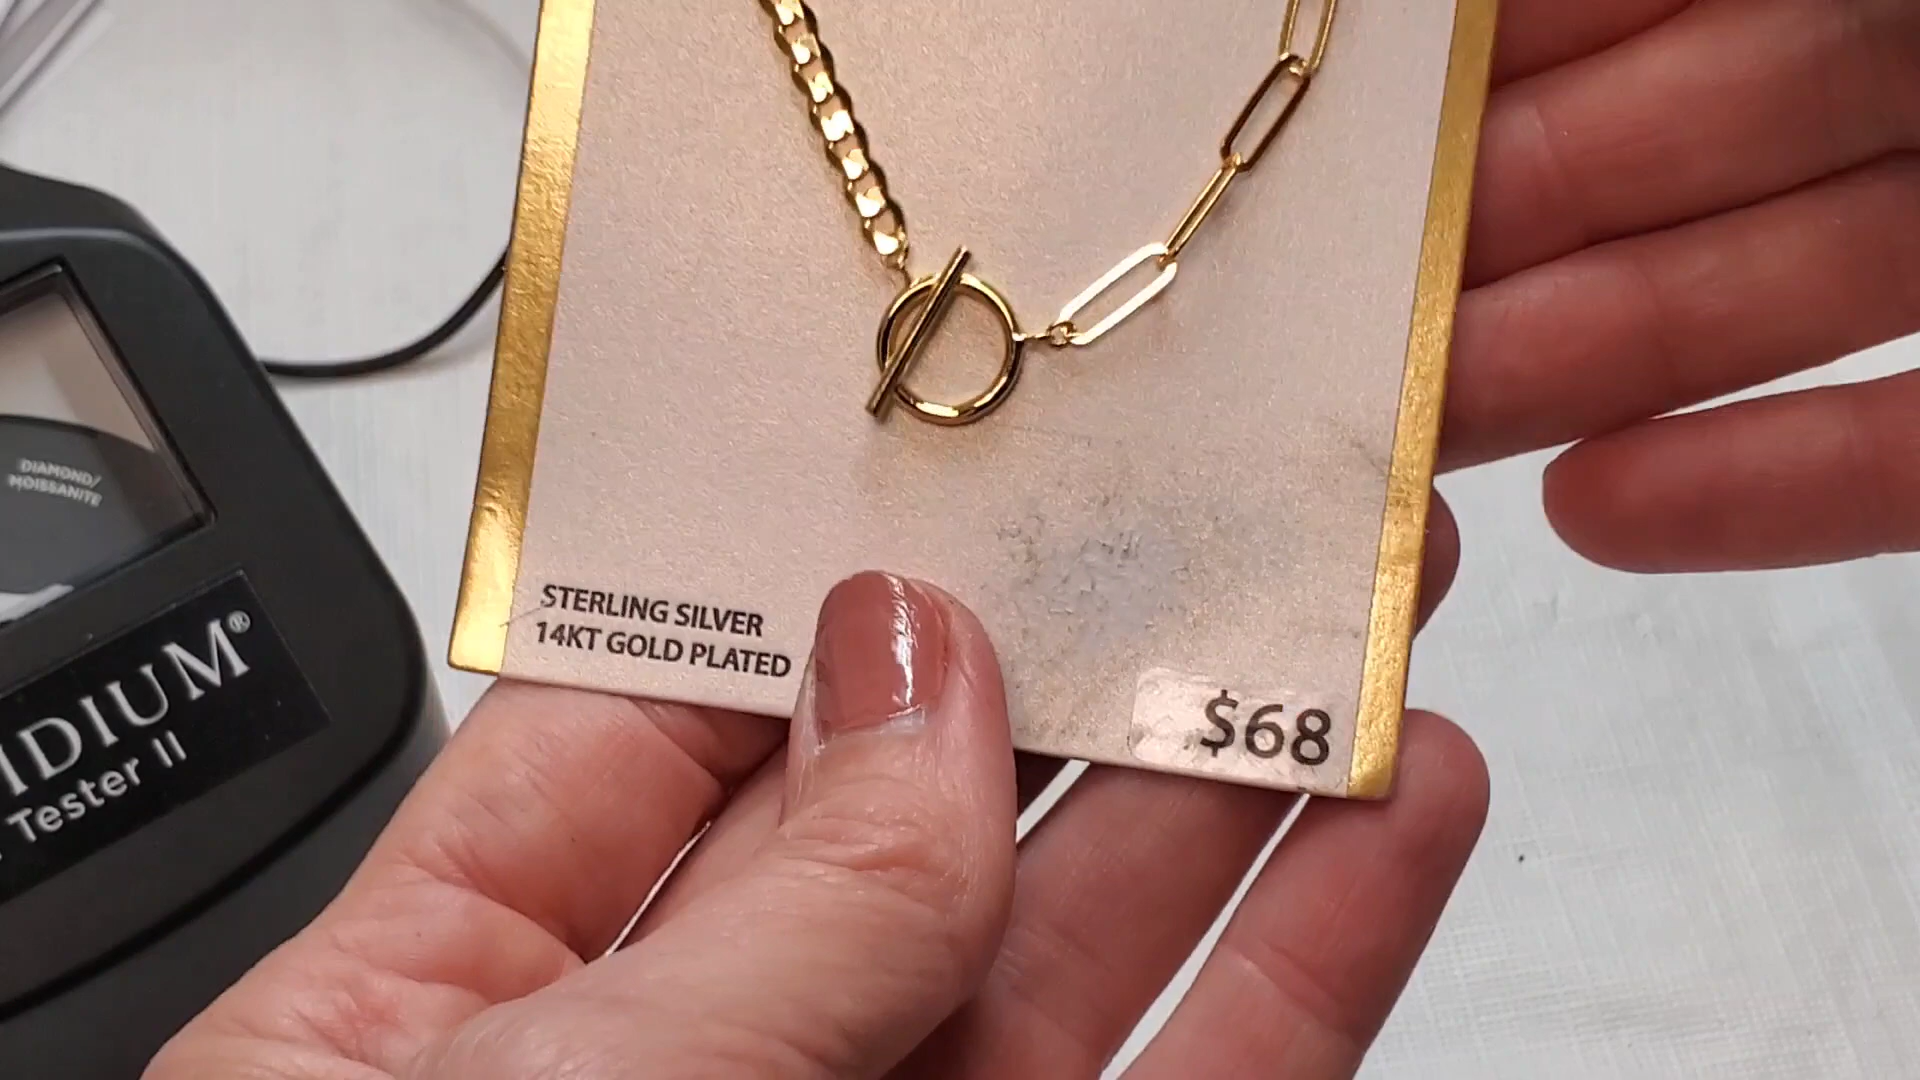 DIAMOND/
MOISSANITE
IDIUM®
Tester II
STERLING SILVER
14KT GOLD PLATED
$68